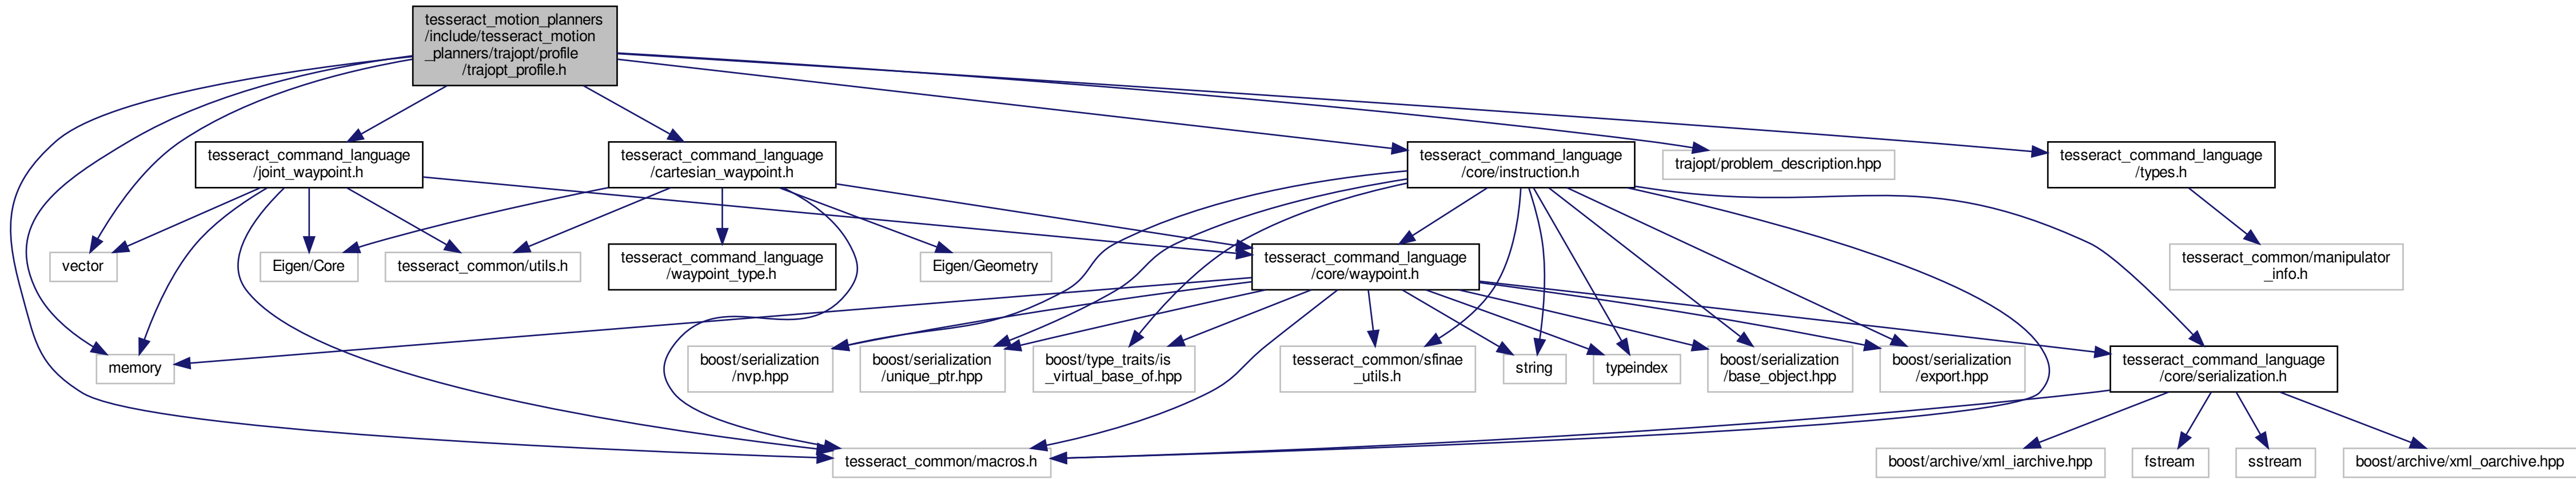 tesseract_motion_planners
/include/tesseract_motion
_planners/trajopt/profile
/trajopt_profile.h
tesseract_command_language
/joint_waypoint.h
tesseract_command_language
/cartesian_waypoint.h
tesseract_command_language
/core/instruction.h
trajopt/problem_description.hpp
tesseract_command_language
/types.h
vector
Eigen/Core
tesseract_common/utils.h
tesseract_command_language
/waypoint_type.h
Eigen/Geometry
tesseract_command_language
/core/waypoint.h
tesseract_common/manipulator
_info.h
memory
boost/serialization
/nvp.hpp
boost/serialization
/unique_ptr.hpp
boost/type_traits/is
_virtual_base_of.hpp
tesseract_common/sfinae
_utils.h
string
typeindex
boost/serialization
/base_object.hpp
boost/serialization
/export.hpp
tesseract_command_language
/core/serialization.h
tesseract_common/macros.h
boost/archive/xml_iarchive.hpp
fstream
sstream
boost/archive/xml_oarchive.hpp